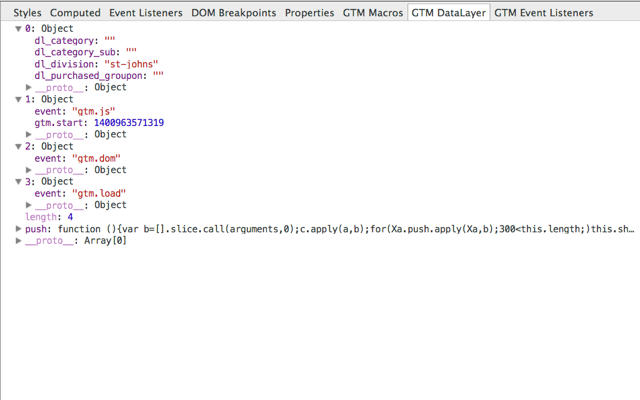 Styles Computed Event Listeners DOM Breakpoints Properties GTM Macros GTM DataLayer GTM Event Listeners
▼ 0: Object
dl_category: ""
dl_category_sub: ""
dl_division: "st-johns"
dl_purchased_groupon: ""
▶ __proto__: Object
▼ 1: Object
event: "gtm.js"
gtm.start: 1400963571319
▶ __proto__: Object
▼ 2: Object
event: "gtm.dom"
▶ __proto__: Object
▼ 3: Object
event: "gtm.load"
▶ __proto__: Object
length: 4
▶ push: function (){var b=[].slice.call(arguments,0);c.apply(a,b);for(Xa.push.apply(Xa,b);300<this.length;)this.sh…
▶ __proto__: Array[0]